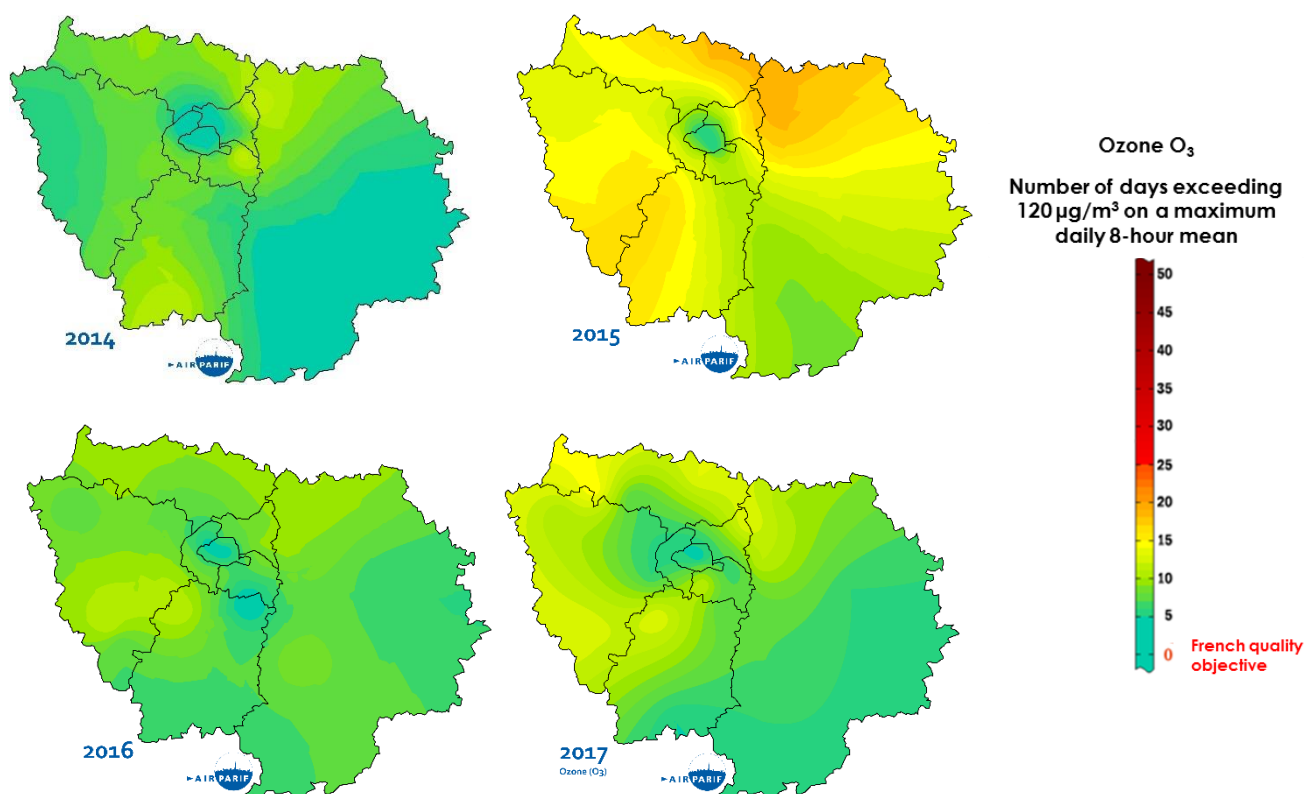 2014
AIRPARIF
2015
AIRPARIF
Ozone O₃
Number of days exceeding
120 µg/m³ on a maximum
daily 8-hour mean
50
45
40
35
30
25
20
15
10
5
0
French quality
objective
2016
AIRPARIF
2017
Ozone (O₃)
AIRPARIF